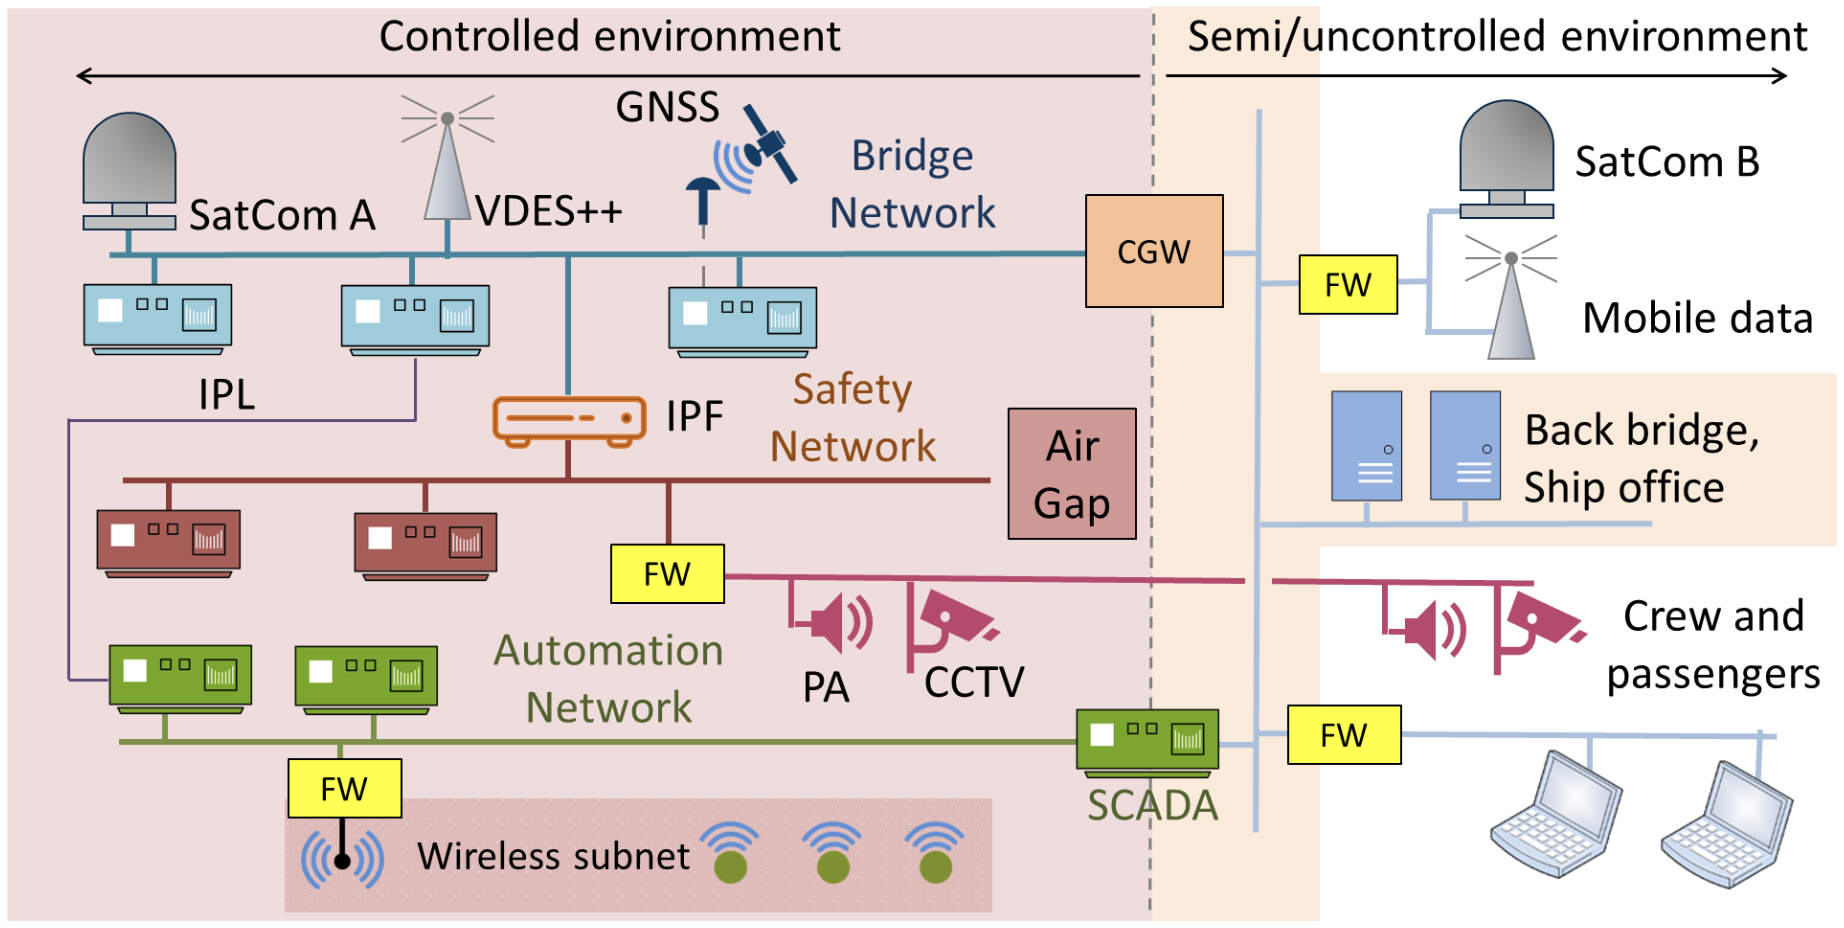 Controlled environment
Semi/uncontrolled environment
GNSS
Bridge
Network
SatCom A
VDES++
SatCom B
CGW
FW
Mobile data
IPL
IPF
Safety
Network
Air
Gap
Back bridge,
Ship office
FW
PA
CCTV
Crew and
passengers
Automation
Network
FW
SCADA
FW
Wireless subnet